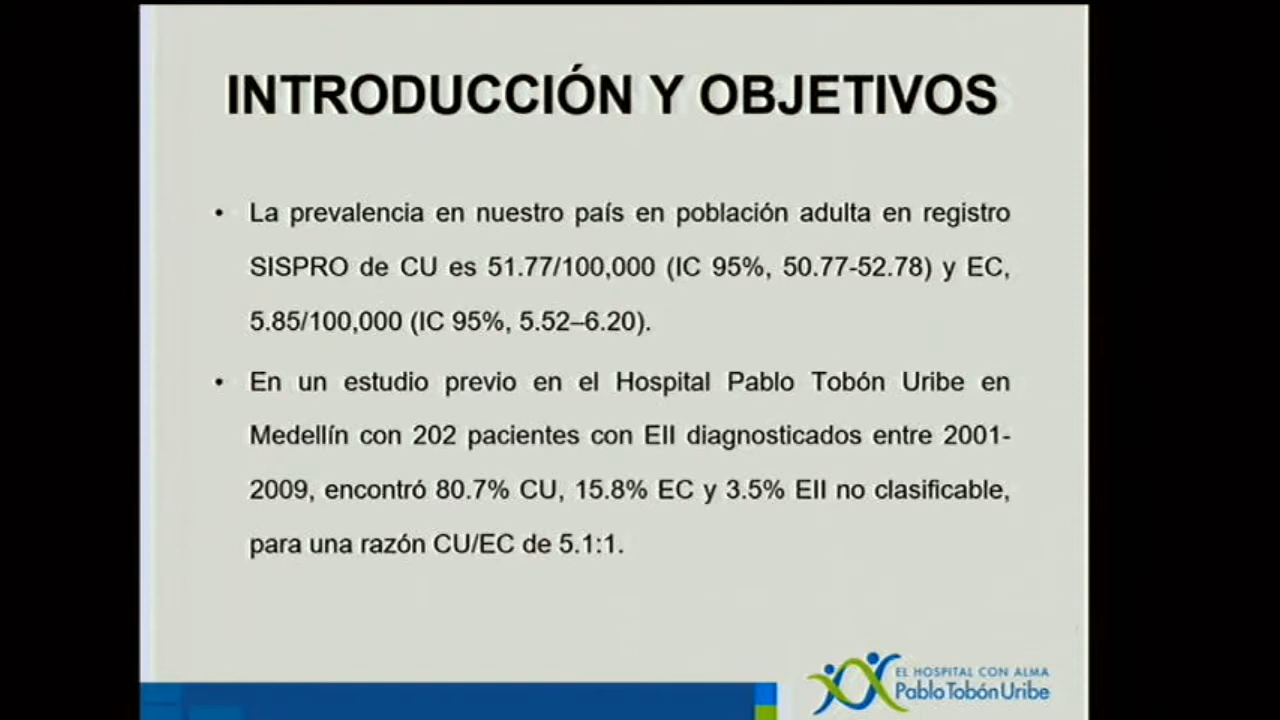 INTRODUCCIÓN Y OBJETIVOS
• La prevalencia en nuestro país en población adulta en registro
SISPRO de CU es 51.77/100,000 (IC 95%, 50.77-52.78) y EC,
5.85/100,000 (IC 95%, 5.52–6.20).
• En un estudio previo en el Hospital Pablo Tobón Uribe en
Medellín con 202 pacientes con EII diagnosticados entre 2001-
2009, encontró 80.7% CU, 15.8% EC y 3.5% EII no clasificable,
para una razón CU/EC de 5.1:1.
EL HOSPITAL CON ALMA
Pablo Tobón Uribe